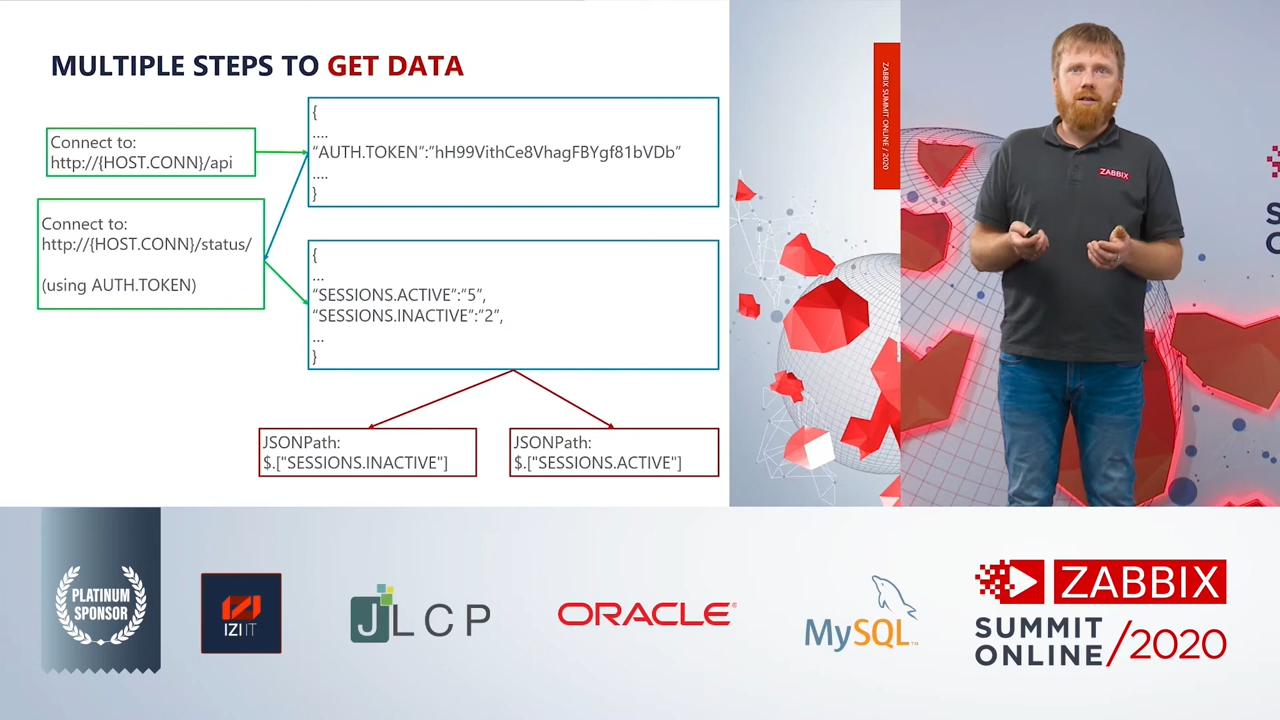 MULTIPLE STEPS TO GET DATA
Connect to:
http://{HOST.CONN}/api
{
....
“AUTH.TOKEN”:”hH99VithCe8VhagFBYgf81bVDb”
....
}
Connect to:
http://{HOST.CONN}/status/
(using AUTH.TOKEN)
{
...
“SESSIONS.ACTIVE”:”5”,
“SESSIONS.INACTIVE”:”2”,
...
}
JSONPath:
$.["SESSIONS.INACTIVE"]
JSONPath:
$.["SESSIONS.ACTIVE"]
ZABBIX SUMMIT ONLINE / 2020
ZABBIX
PLATINUM
SPONSOR
IZI IT
JLCP
ORACLE®
MySQL™
ZABBIX
SUMMIT
ONLINE/2020